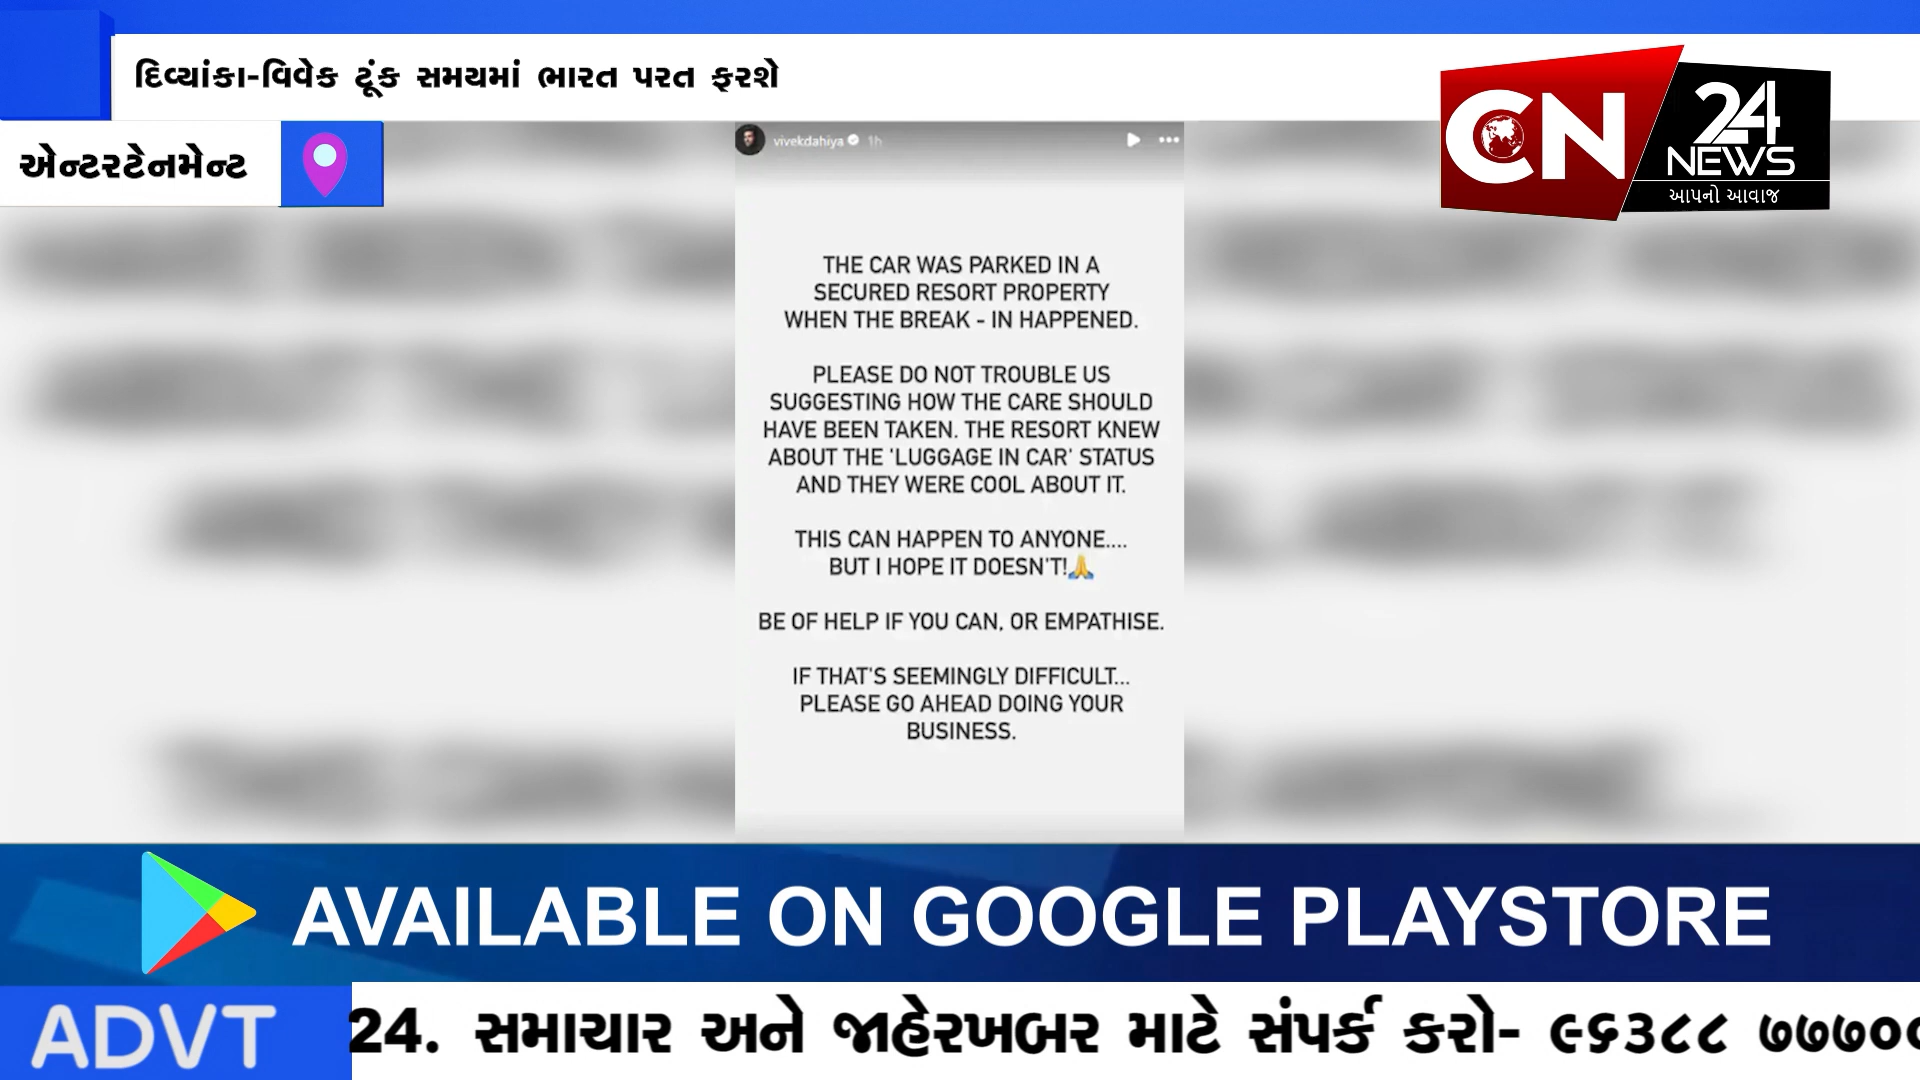 દિવ્યાંકા-વિવેક ટૂંક સમયમાં ભારત પરત ફરશે
CN
24
NEWS
આપનો આવાજ
એન્ટરટેનમેન્ટ
vivekdahiya 1h
THE CAR WAS PARKED IN A
SECURED RESORT PROPERTY
WHEN THE BREAK - IN HAPPENED.
PLEASE DO NOT TROUBLE US
SUGGESTING HOW THE CARE SHOULD
HAVE BEEN TAKEN. THE RESORT KNEW
ABOUT THE 'LUGGAGE IN CAR' STATUS
AND THEY WERE COOL ABOUT IT.
THIS CAN HAPPEN TO ANYONE....
BUT I HOPE IT DOESN'T!🙏
BE OF HELP IF YOU CAN, OR EMPATHISE.
IF THAT'S SEEMINGLY DIFFICULT...
PLEASE GO AHEAD DOING YOUR
BUSINESS.
AVAILABLE ON GOOGLE PLAYSTORE
ADVT
24. સમાચાર અને જાહેરખબર માટે સંપર્ક કરો- ૯૬૩૮૮ ૭૭૭૦૦